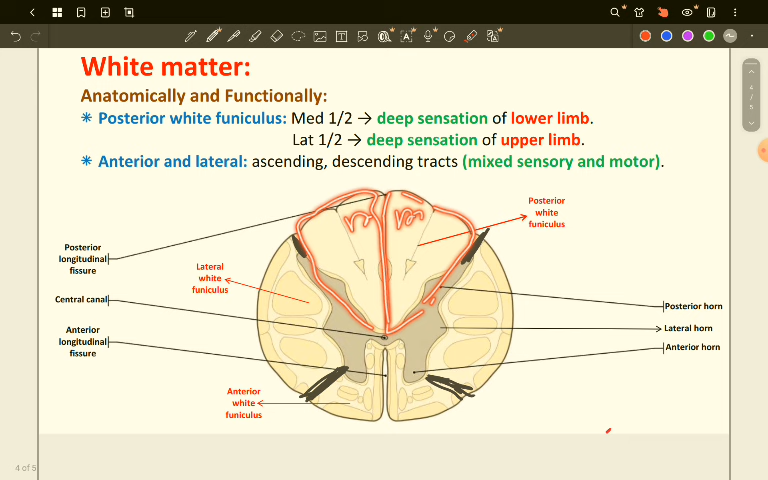 White matter:
Anatomically and Functionally:
Posterior white funiculus: Med 1/2 → deep sensation of lower limb.
Lat 1/2 → deep sensation of upper limb.
Anterior and lateral: ascending, descending tracts (mixed sensory and motor).
Posterior
white
funiculus
Posterior
longitudinal
fissure
Lateral
white
funiculus
Central canal
Posterior horn
Anterior
longitudinal
fissure
Lateral horn
Anterior horn
Anterior
white
funiculus
4
5
4 of 5